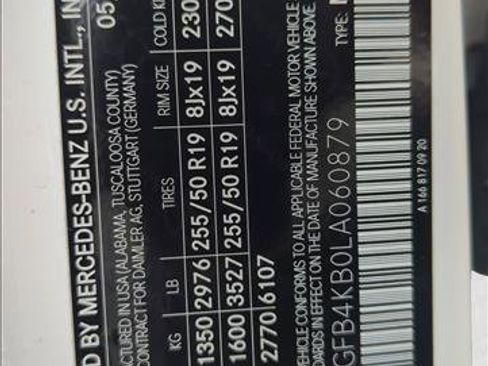 D BY MERCEDES-BENZ U.S. INTL., IN
05
ACTURED IN USA (ALABAMA, TUSCALOOSA COUNTY)
CONTRACT FOR DAIMLER AG, STUTTGART (GERMANY)
KG LB TIRES RIM SIZE COLD
1350 2976 255/50 R19 8Jx19 230
1600 3527 255/50 R19 8Jx19 270
2770 6107
VEHICLE CONFORMS TO ALL APPLICABLE FEDERAL MOTOR VEHICLE
DARDS IN EFFECT ON THE DATE OF MANUFACTURE SHOWN ABOVE.
GFB4KB0LA060879 TYPE:
A 166 817 09 20